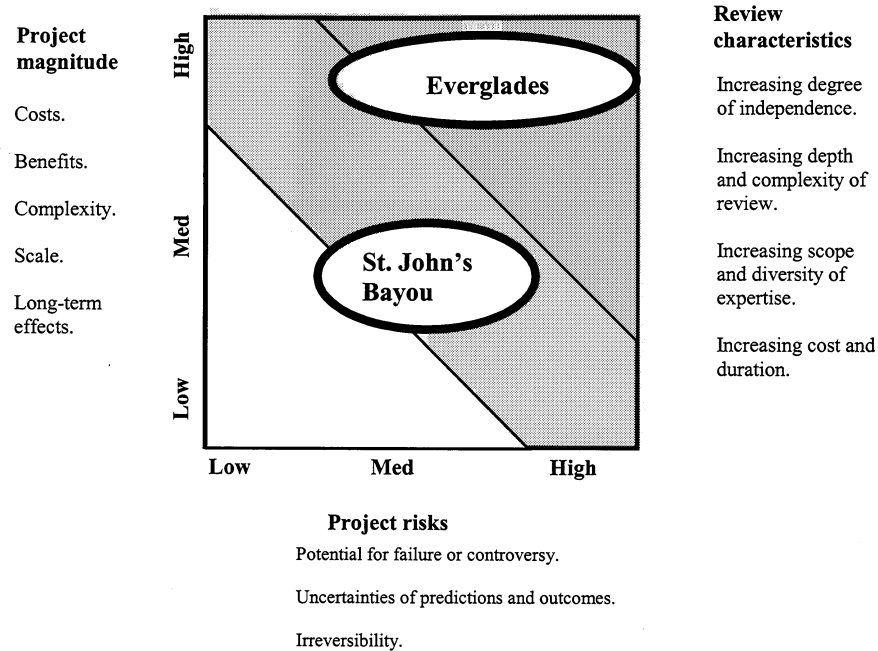 Project
magnitude
Costs.
Benefits.
Complexity.
Scale.
Long-term
effects.
High
Med
Low
Everglades
St. John's
Bayou
Low Med High
Project risks
Potential for failure or controversy.
Uncertainties of predictions and outcomes.
Irreversibility.
Review
characteristics
Increasing degree
of independence.
Increasing depth
and complexity of
review.
Increasing scope
and diversity of
expertise.
Increasing cost and
duration.